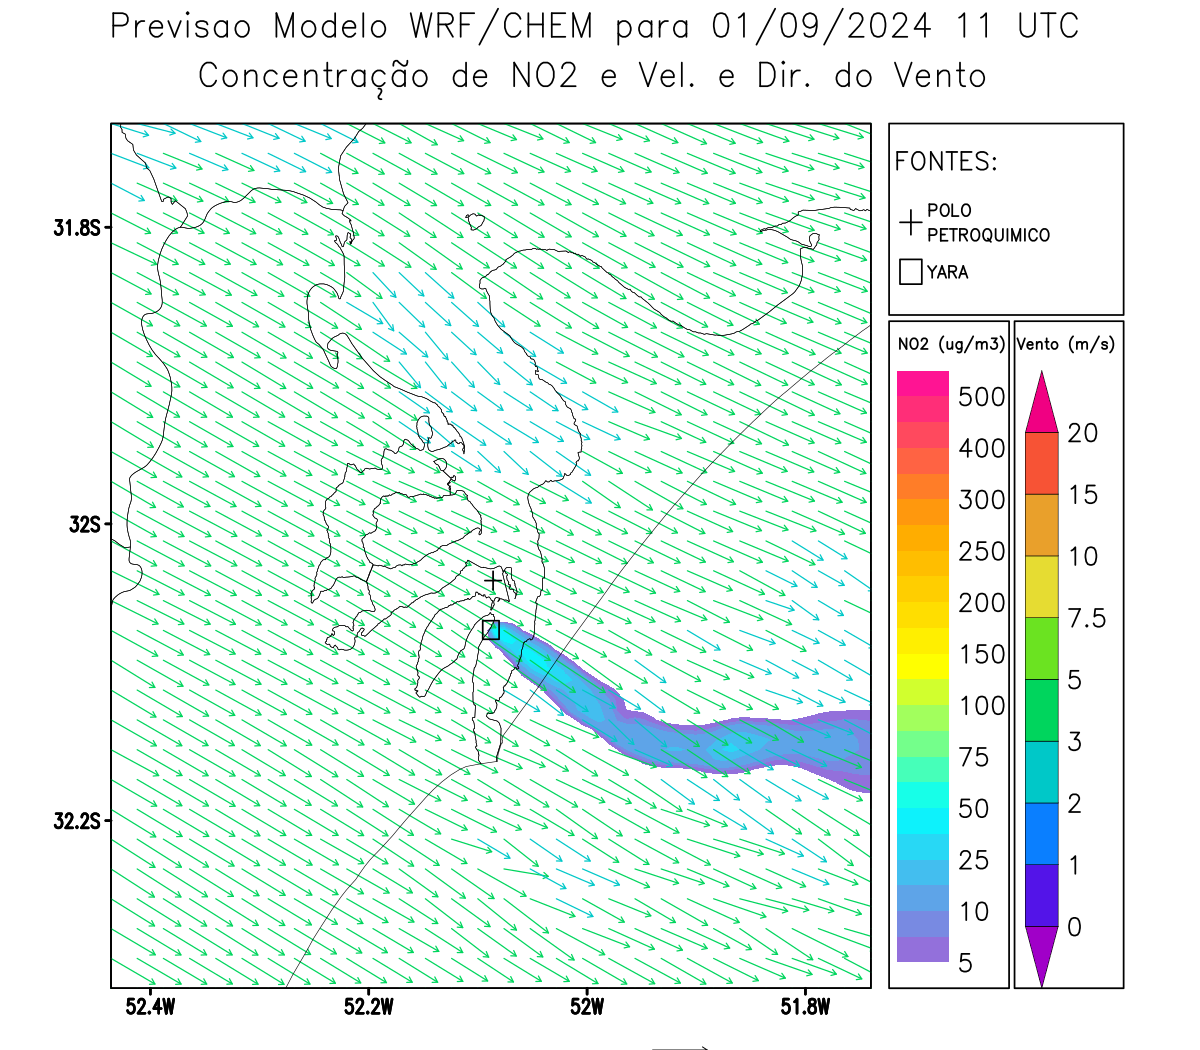 Previsao Modelo WRF/CHEM para 01/09/2024 11 UTC
Concentração de NO2 e Vel. e Dir. do Vento
FONTES:
POLO
PETROQUIMICO
YARA
NO2 (ug/m3)
500
400
300
250
200
150
100
75
50
25
10
5
Vento (m/s)
20
15
10
7.5
5
3
2
1
0
31.8S
32S
32.2S
52.4W 52.2W 52W 51.8W